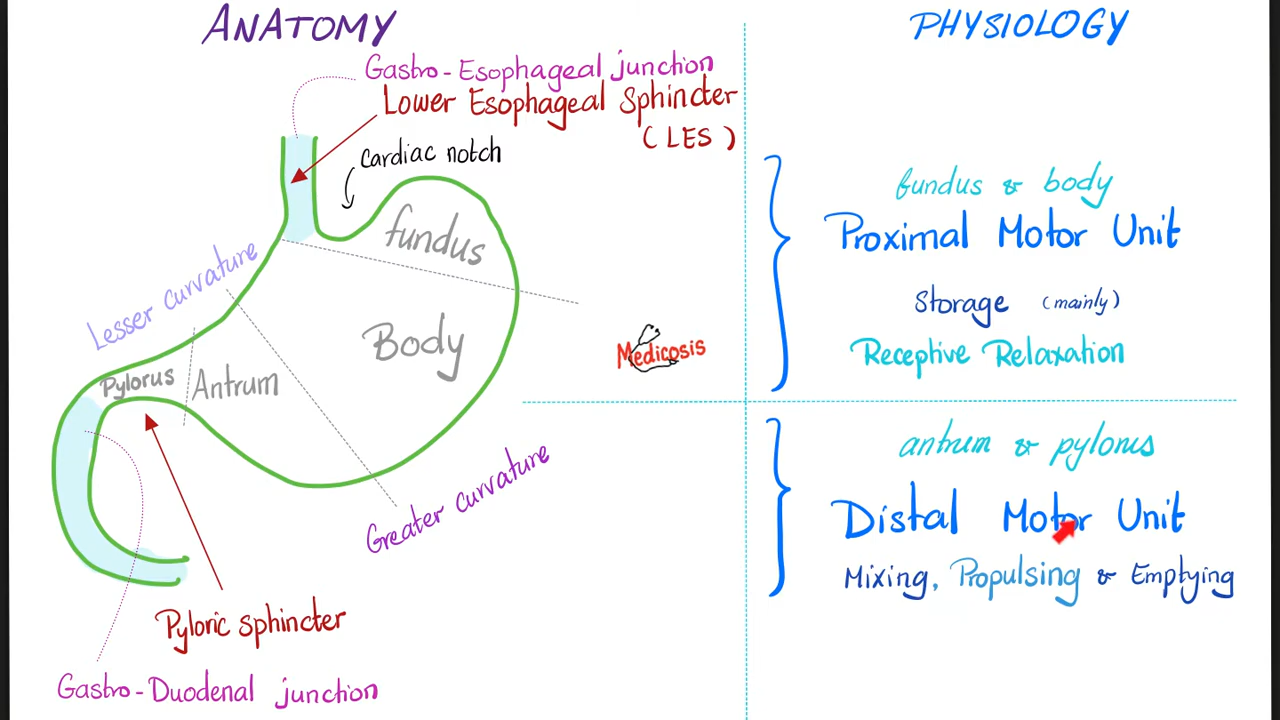 ANATOMY
Gastro-Esophageal junction
Lower Esophageal Sphincter
(LES)
Cardiac notch
fundus
Lesser curvature
Body
Pylorus
Antrum
Greater curvature
Pyloric sphincter
Gastro-Duodenal junction
Medicosis
PHYSIOLOGY
fundus & body
Proximal Motor Unit
Storage (mainly)
Receptive Relaxation
antrum & pylorus
Distal Motor Unit
Mixing, Propulsing & Emptying